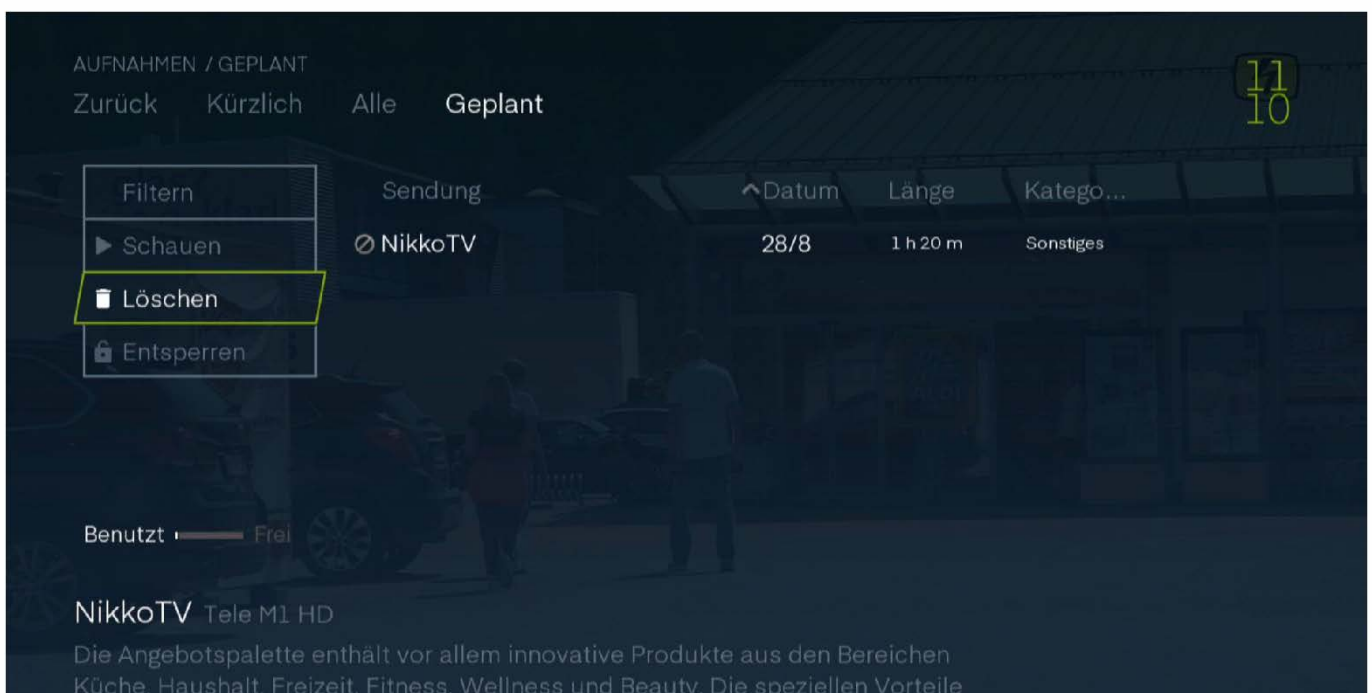 AUFNAHMEN / GEPLANT
Zurück Kürzlich Alle Geplant
11
10
Filtern Sendung Datum Länge Katego...
Schauen NikkoTV 28/8 1 h 20 m Sonstiges
Löschen
Entsperren
Benutzt Frei
NikkoTV Tele M1 HD
Die Angebotspalette enthält vor allem innovative Produkte aus den Bereichen
Küche, Haushalt, Freizeit, Fitness, Wellness und Beauty. Die speziellen Vorteile